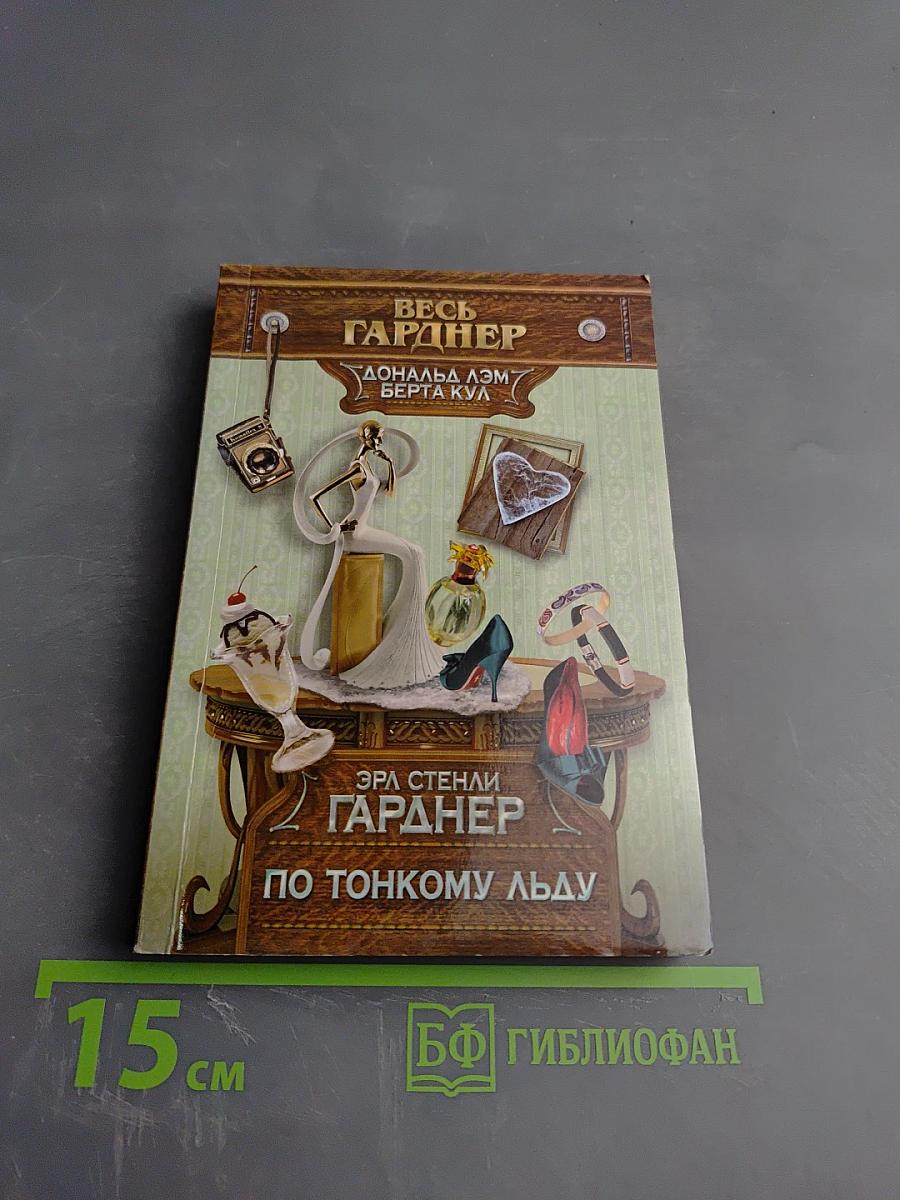 ВЕСЬ
ГАРДНЕР
ДОНАЛЬД ЛЭМ
БЕРТА КУЛ
ЭРЛ СТЕНЛИ
ГАРДНЕР
ПО ТОНКОМУ ЛЬДУ
15 см
БФ ГИБЛИОФАН